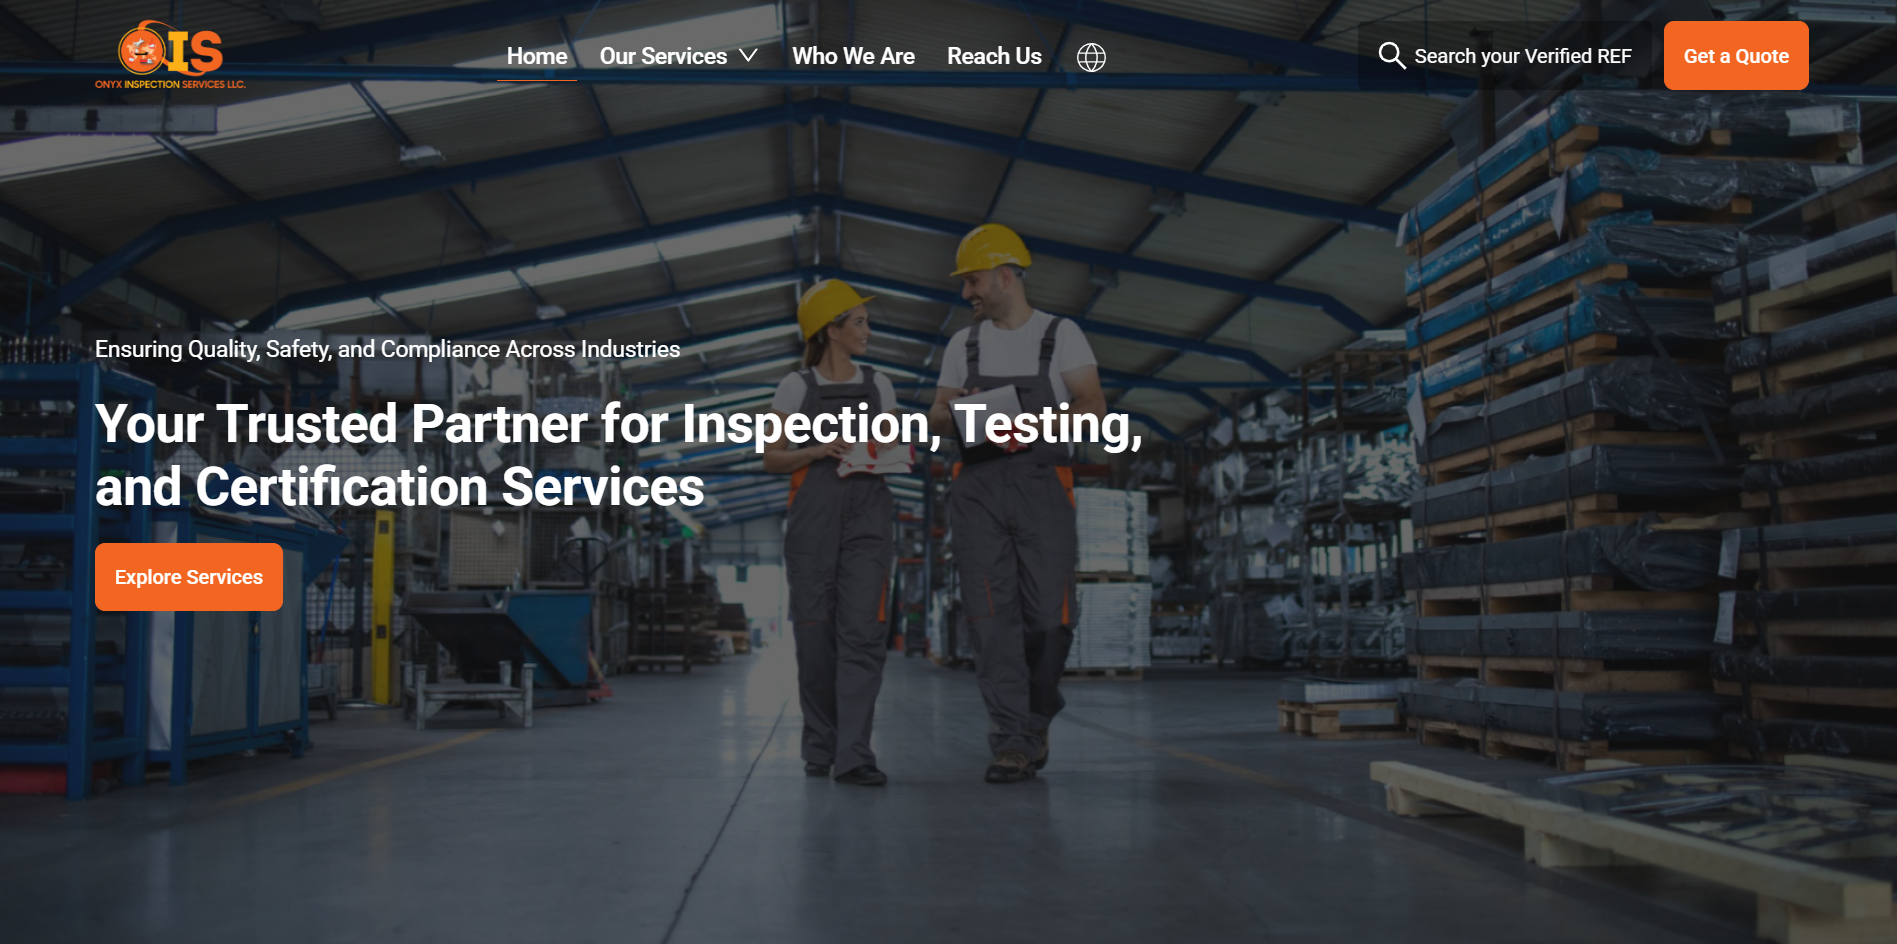 OIS
ONYX INSPECTION SERVICES LLC.
Home
Our Services
Who We Are
Reach Us
Search your Verified REF
Get a Quote
Ensuring Quality, Safety, and Compliance Across Industries
Your Trusted Partner for Inspection, Testing,
and Certification Services
Explore Services